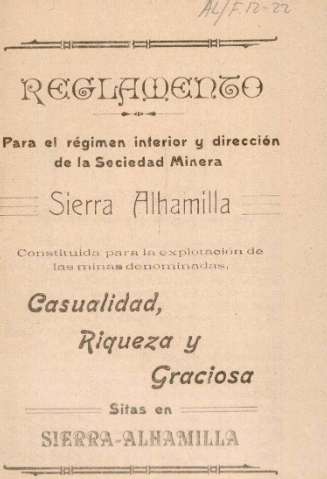 AL/F.12-22
REGLAMENTO
Para el régimen interior y dirección
de la Sociedad Minera
Sierra Alhamilla
Constituida para la explotación de
las minas denominadas,
Casualidad,
Riqueza y
Graciosa
Sitas en
SIERRA-ALHAMILLA